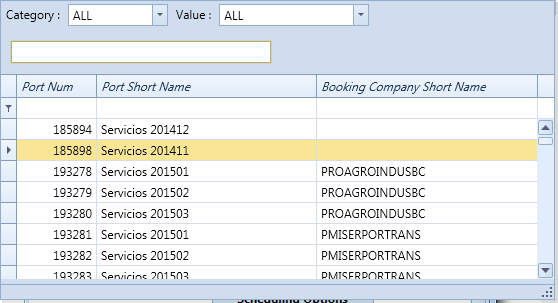 Category : ALL Value : ALL
Port Num Port Short Name Booking Company Short Name
185894 Servicios 201412
185898 Servicios 201411
193278 Servicios 201501 PROAGROINDUSBC
193279 Servicios 201502 PROAGROINDUSBC
193280 Servicios 201503 PROAGROINDUSBC
193281 Servicios 201501 PMISERPORTRANS
193282 Servicios 201502 PMISERPORTRANS
193283 Servicios 201503 PMISERPORTRANS
Scheduling Options